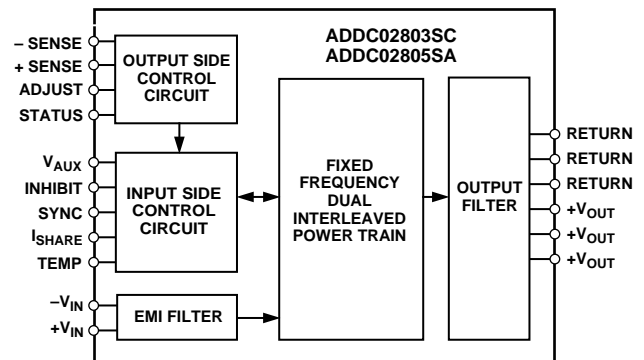 ADDC02803SC
ADDC02805SA
– SENSE
+ SENSE
ADJUST
STATUS
OUTPUT SIDE
CONTROL
CIRCUIT
VAUX
INHIBIT
SYNC
ISHARE
TEMP
INPUT SIDE
CONTROL
CIRCUIT
–VIN
+VIN
EMI FILTER
FIXED
FREQUENCY
DUAL
INTERLEAVED
POWER TRAIN
OUTPUT
FILTER
RETURN
RETURN
RETURN
+VOUT
+VOUT
+VOUT